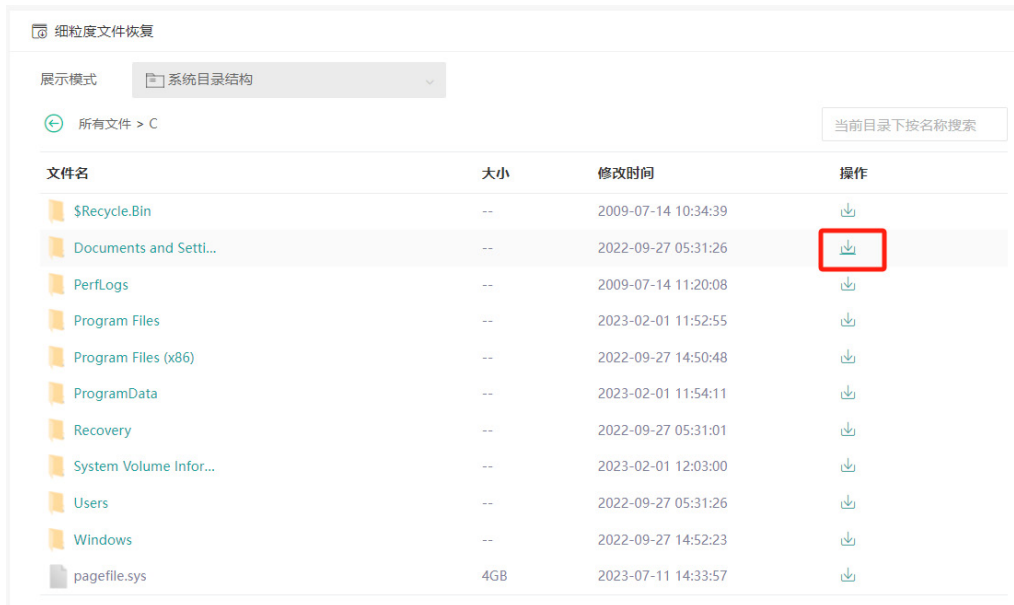 细粒度文件恢复
展示模式 系统目录结构
所有文件 > C 当前目录下按名称搜索
文件名 大小 修改时间 操作
$Recycle.Bin -- 2009-07-14 10:34:39
Documents and Setti... -- 2022-09-27 05:31:26
PerfLogs -- 2009-07-14 11:20:08
Program Files -- 2023-02-01 11:52:55
Program Files (x86) -- 2022-09-27 14:50:48
ProgramData -- 2023-02-01 11:54:11
Recovery -- 2022-09-27 05:31:01
System Volume Infor... -- 2023-02-01 12:03:00
Users -- 2022-09-27 05:31:26
Windows -- 2022-09-27 14:52:23
pagefile.sys 4GB 2023-07-11 14:33:57